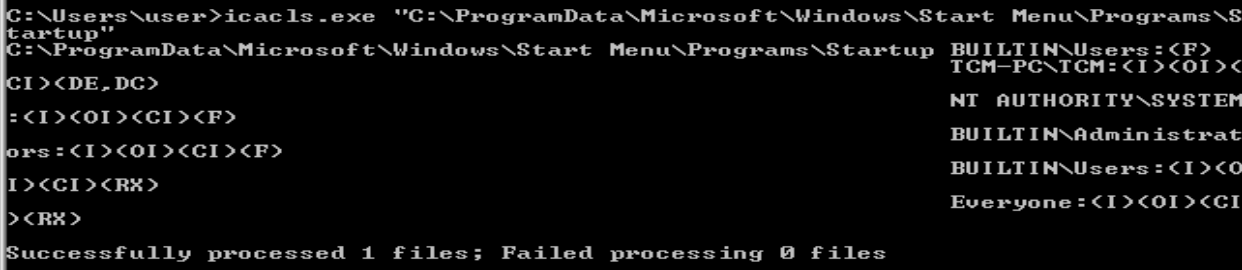 C:\Users\user>icacls.exe "C:\ProgramData\Microsoft\Windows\Start Menu\Programs\S
tartup"
C:\ProgramData\Microsoft\Windows\Start Menu\Programs\Startup BUILTIN\Users:(F)
TCM-PC\TCM:(I)(OI)(
CI)(DE,DC)
NT AUTHORITY\SYSTEM
:(I)(OI)(CI)(F)
BUILTIN\Administrat
ors:(I)(OI)(CI)(F)
BUILTIN\Users:(I)(O
I)(CI)(RX)
Everyone:(I)(OI)(CI
)(RX)
Successfully processed 1 files; Failed processing 0 files